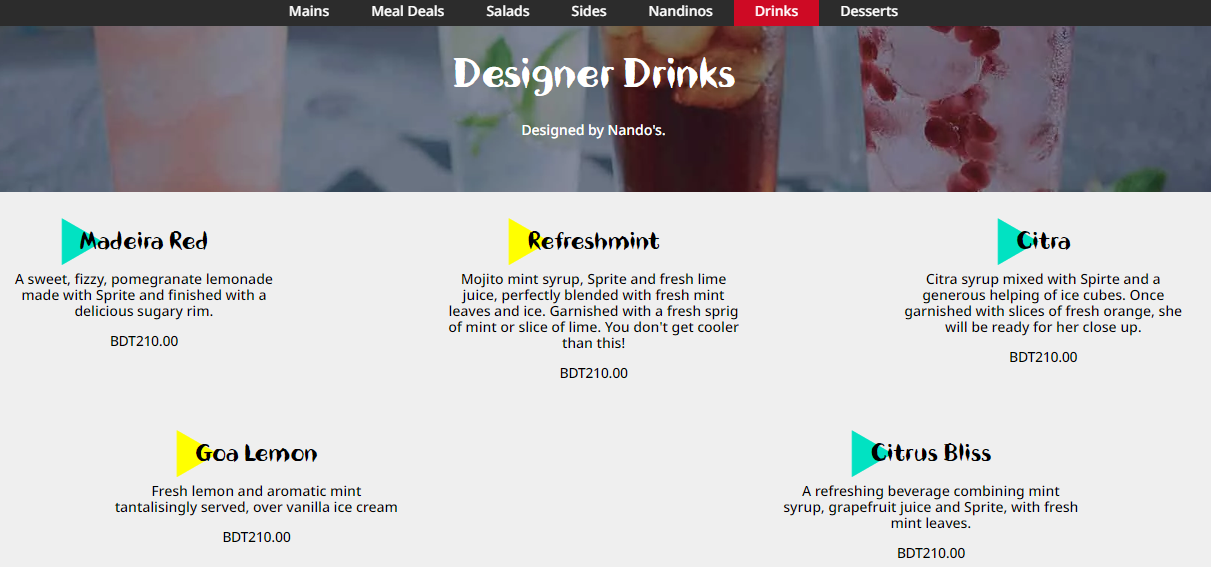 Mains Meal Deals Salads Sides Nandinos Drinks Desserts
Designer Drinks
Designed by Nando's.
Madeira Red
A sweet, fizzy, pomegranate lemonade
made with Sprite and finished with a
delicious sugary rim.
BDT210.00
Refreshmint
Mojito mint syrup, Sprite and fresh lime
juice, perfectly blended with fresh mint
leaves and ice. Garnished with a fresh sprig
of mint or slice of lime. You don't get cooler
than this!
BDT210.00
Citra
Citra syrup mixed with Spirte and a
generous helping of ice cubes. Once
garnished with slices of fresh orange, she
will be ready for her close up.
BDT210.00
Goa Lemon
Fresh lemon and aromatic mint
tantalisingly served, over vanilla ice cream
BDT210.00
Citrus Bliss
A refreshing beverage combining mint
syrup, grapefruit juice and Sprite, with fresh
mint leaves.
BDT210.00